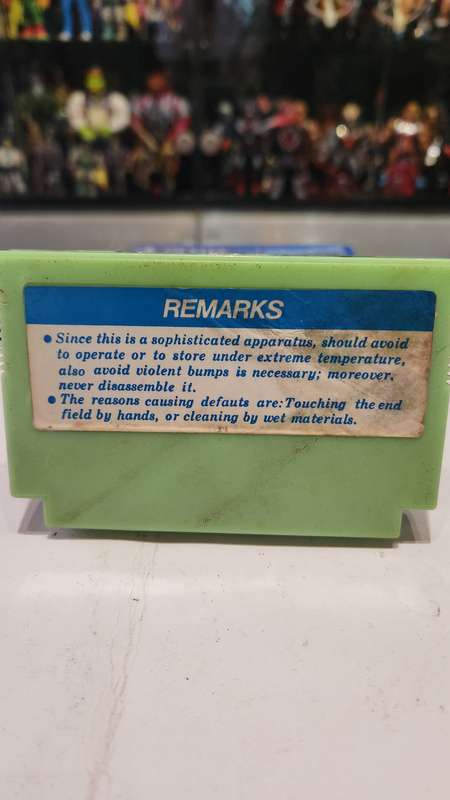 REMARKS
● Since this is a sophisticated apparatus, should avoid
to operate or to store under extreme temperature,
also avoid violent bumps is necessary; moreover.
never disassemble it.
● The reasons causing defauts are: Touching the end
field by hands, or cleaning by wet materials.